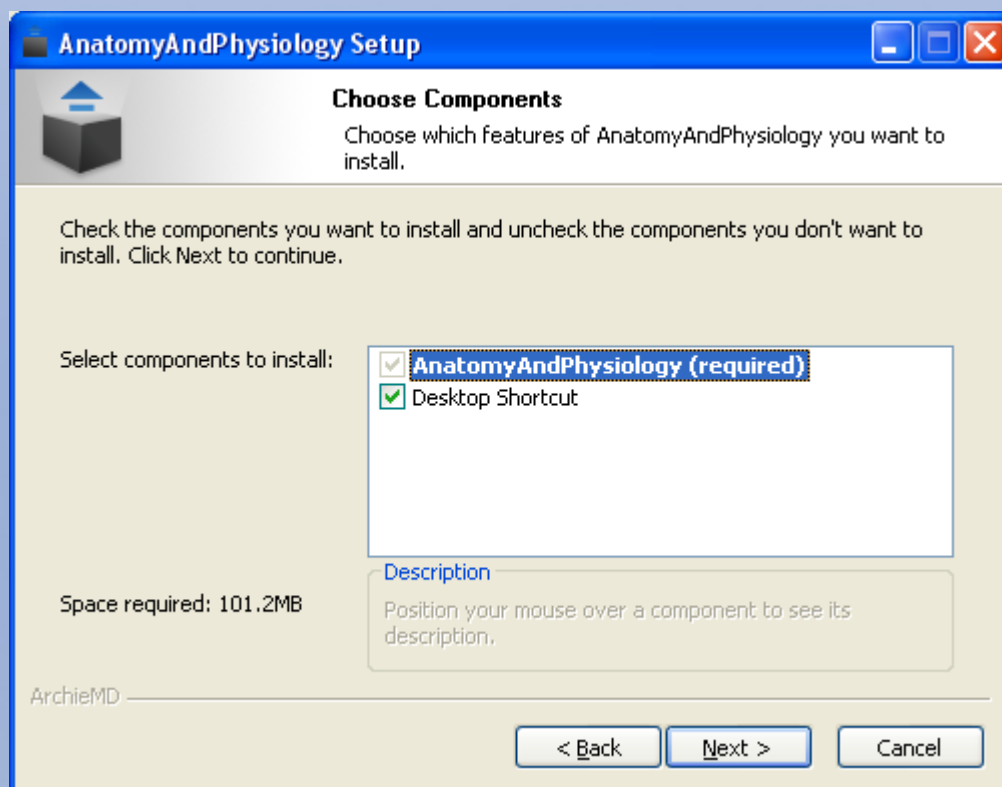 AnatomyAndPhysiology Setup
Choose Components
Choose which features of AnatomyAndPhysiology you want to
install.
Check the components you want to install and uncheck the components you don't want to
install. Click Next to continue.
Select components to install:
AnatomyAndPhysiology (required)
Desktop Shortcut
Space required: 101.2MB
Description
Position your mouse over a component to see its
description.
ArchieMD
< Back
Next >
Cancel